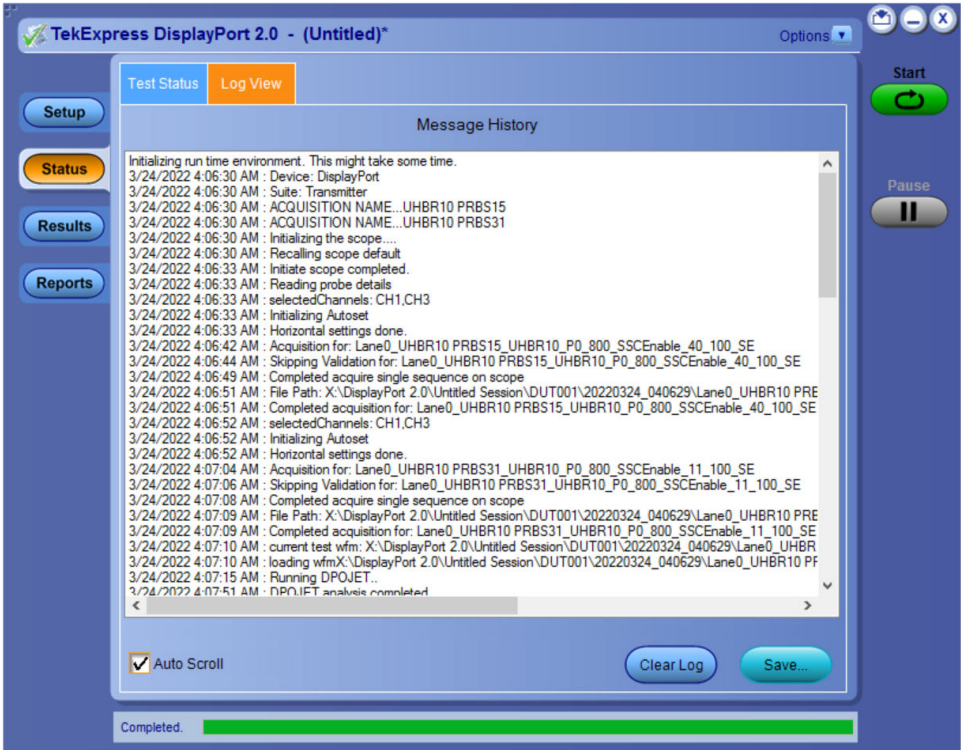 TekExpress DisplayPort 2.0 - (Untitled)*
Options
Start
Test Status
Log View
Setup
Message History
Status
Initializing run time environment. This might take some time.
3/24/2022 4:06:30 AM : Device: DisplayPort
3/24/2022 4:06:30 AM : Suite: Transmitter
Pause
3/24/2022 4:06:30 AM : ACQUISITION NAME...UHBR10 PRBS15
Results
3/24/2022 4:06:30 AM : ACQUISITION NAME...UHBR10 PRBS31
3/24/2022 4:06:30 AM : Initializing the scope....
3/24/2022 4:06:30 AM : Recalling scope default
3/24/2022 4:06:33 AM : Initiate scope completed.
Reports
3/24/2022 4:06:33 AM : Reading probe details
3/24/2022 4:06:33 AM : selectedChannels: CH1,CH3
3/24/2022 4:06:33 AM : Initializing Autoset
3/24/2022 4:06:33 AM : Horizontal settings done.
3/24/2022 4:06:42 AM : Acquisition for: Lane0_UHBR10 PRBS15_UHBR10_P0_800_SSCEnable_40_100_SE
3/24/2022 4:06:44 AM : Skipping Validation for: Lane0_UHBR10 PRBS15_UHBR10_P0_800_SSCEnable_40_100_SE
3/24/2022 4:06:49 AM : Completed acquire single sequence on scope
3/24/2022 4:06:51 AM : File Path: X:\DisplayPort 2.0\Untitled Session\DUT001\20220324_040629\Lane0_UHBR10 PRE
3/24/2022 4:06:51 AM : Completed acquisition for: Lane0_UHBR10 PRBS15_UHBR10_P0_800_SSCEnable_40_100_SE
3/24/2022 4:06:52 AM : selectedChannels: CH1,CH3
3/24/2022 4:06:52 AM : Initializing Autoset
3/24/2022 4:06:52 AM : Horizontal settings done.
3/24/2022 4:07:04 AM : Acquisition for: Lane0_UHBR10 PRBS31_UHBR10_P0_800_SSCEnable_11_100_SE
3/24/2022 4:07:06 AM : Skipping Validation for: Lane0_UHBR10 PRBS31_UHBR10_P0_800_SSCEnable_11_100_SE
3/24/2022 4:07:08 AM : Completed acquire single sequence on scope
3/24/2022 4:07:09 AM : File Path: X:\DisplayPort 2.0\Untitled Session\DUT001\20220324_040629\Lane0_UHBR10 PRE
3/24/2022 4:07:09 AM : Completed acquisition for: Lane0_UHBR10 PRBS31_UHBR10_P0_800_SSCEnable_11_100_SE
3/24/2022 4:07:10 AM : current test wfm: X:\DisplayPort 2.0\Untitled Session\DUT001\20220324_040629\Lane0_UHBR
3/24/2022 4:07:10 AM : loading wfmX:\DisplayPort 2.0\Untitled Session\DUT001\20220324_040629\Lane0_UHBR10 PF
3/24/2022 4:07:15 AM : Running DPOJET..
3/24/2022 4:07:51 AM : DPOJET analysis completed
Auto Scroll
Clear Log
Save...
Completed.